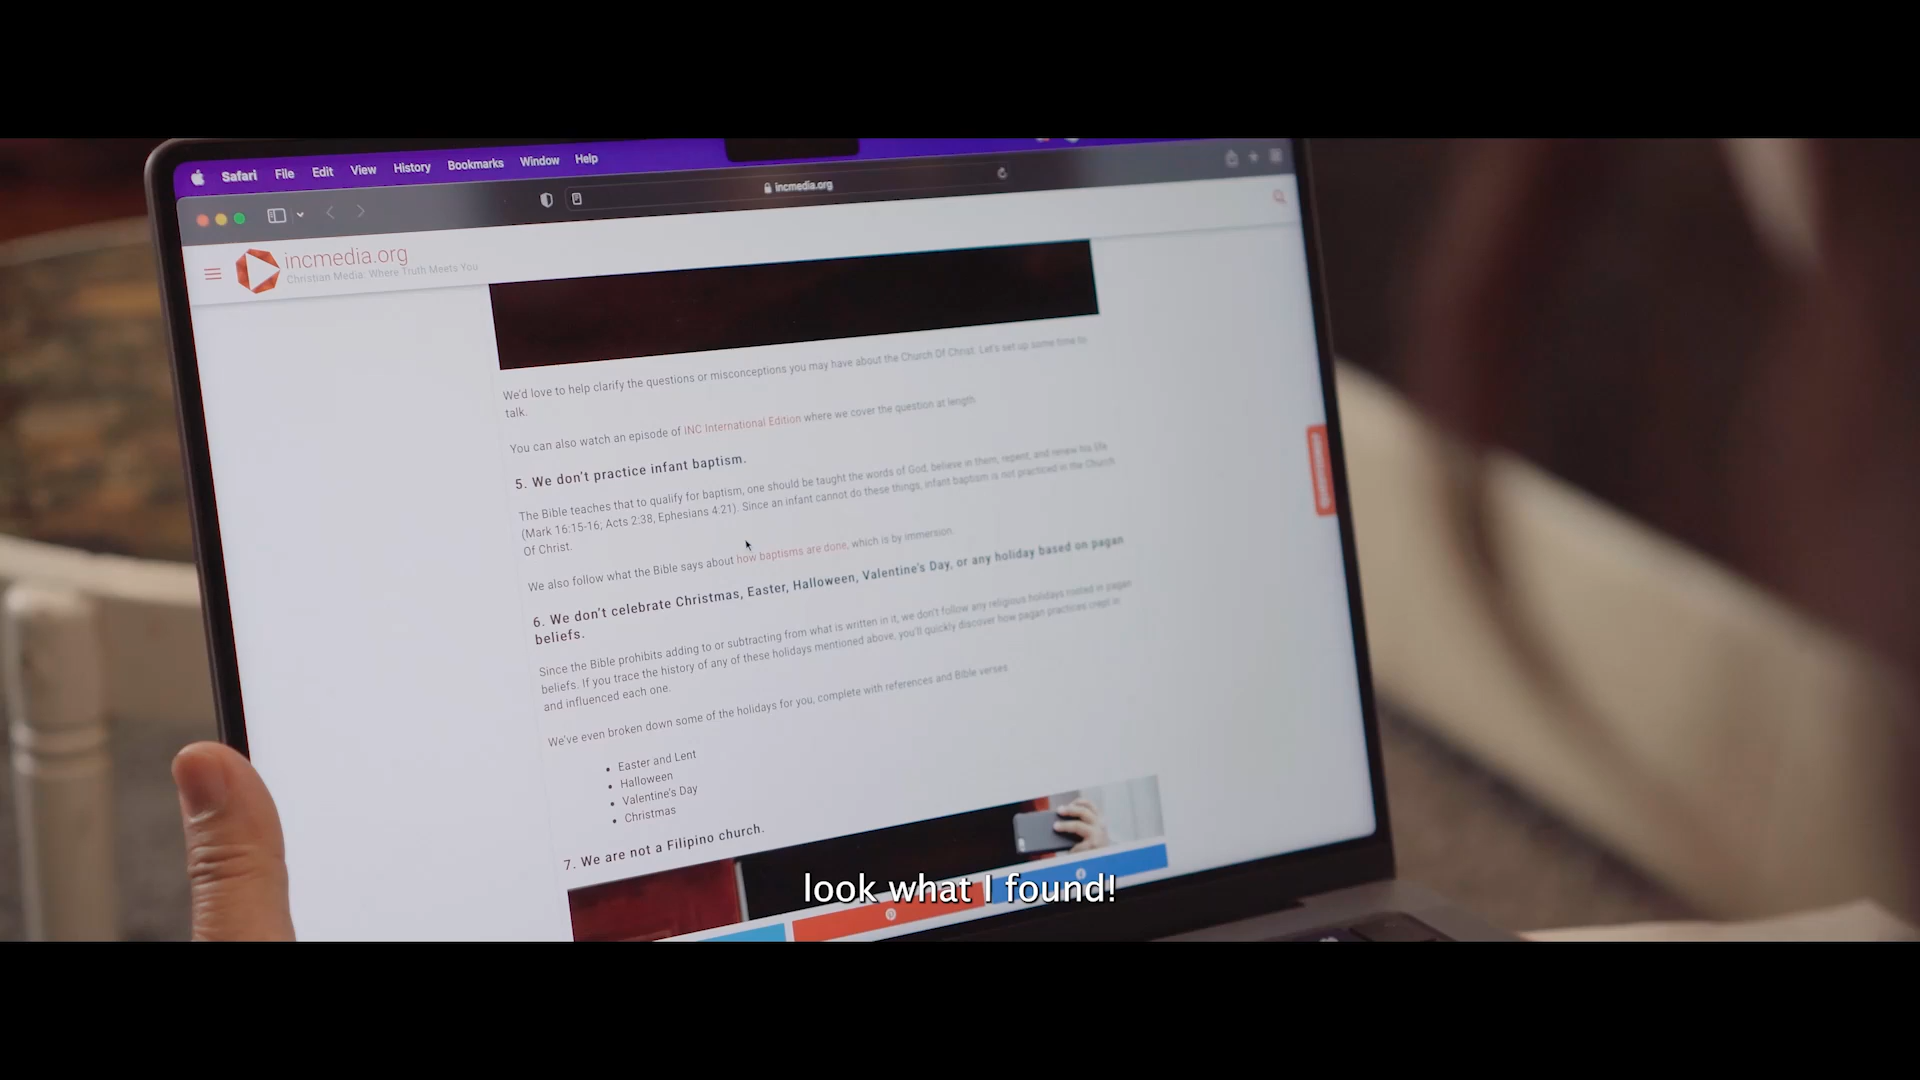 Safari File Edit View History Bookmarks Window Help
incmedia.org
incmedia.org
Christian Media: Where Truth Meets You
We'd love to help clarify the questions or misconceptions you may have about the Church Of Christ. Let's set up some time to
talk.
You can also watch an episode of INC International Edition where we cover the question at length.
5. We don't practice infant baptism.
The Bible teaches that to qualify for baptism, one should be taught the words of God, believe in them, repent, and renew his life
(Mark 16:15-16, Acts 2:38, Ephesians 4:21). Since an infant cannot do these things, infant baptism is not practiced in the Church
Of Christ.
We also follow what the Bible says about how baptisms are done, which is by immersion.
6. We don't celebrate Christmas, Easter, Halloween, Valentine's Day, or any holiday based on pagan
beliefs.
Since the Bible prohibits adding to or subtracting from what is written in it, we don't follow any religious holidays rooted in pagan
beliefs. If you trace the history of any of these holidays mentioned above, you'll quickly discover how pagan practices crept in
and influenced each one.
We've even broken down some of the holidays for you, complete with references and Bible verses
• Easter and Lent
• Halloween
• Valentine's Day
• Christmas
7. We are not a Filipino church.
look what I found!